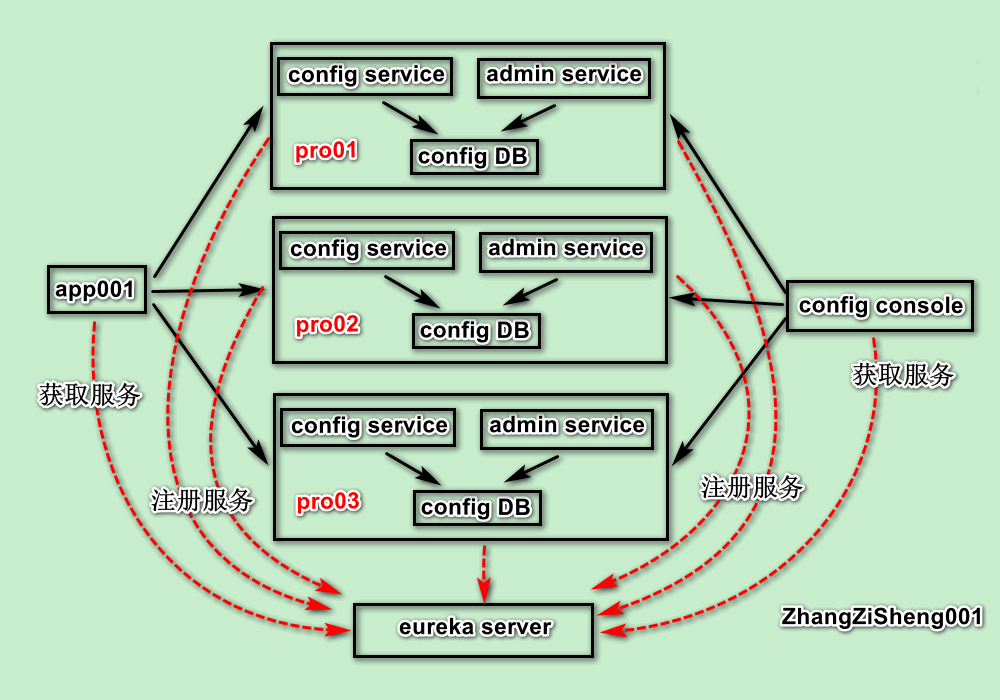 config service
admin service
pro01
config DB
config service
admin service
pro02
config DB
app001
config console
获取服务
获取服务
config service
admin service
pro03
config DB
注册服务
注册服务
eureka server
ZhangZiSheng001